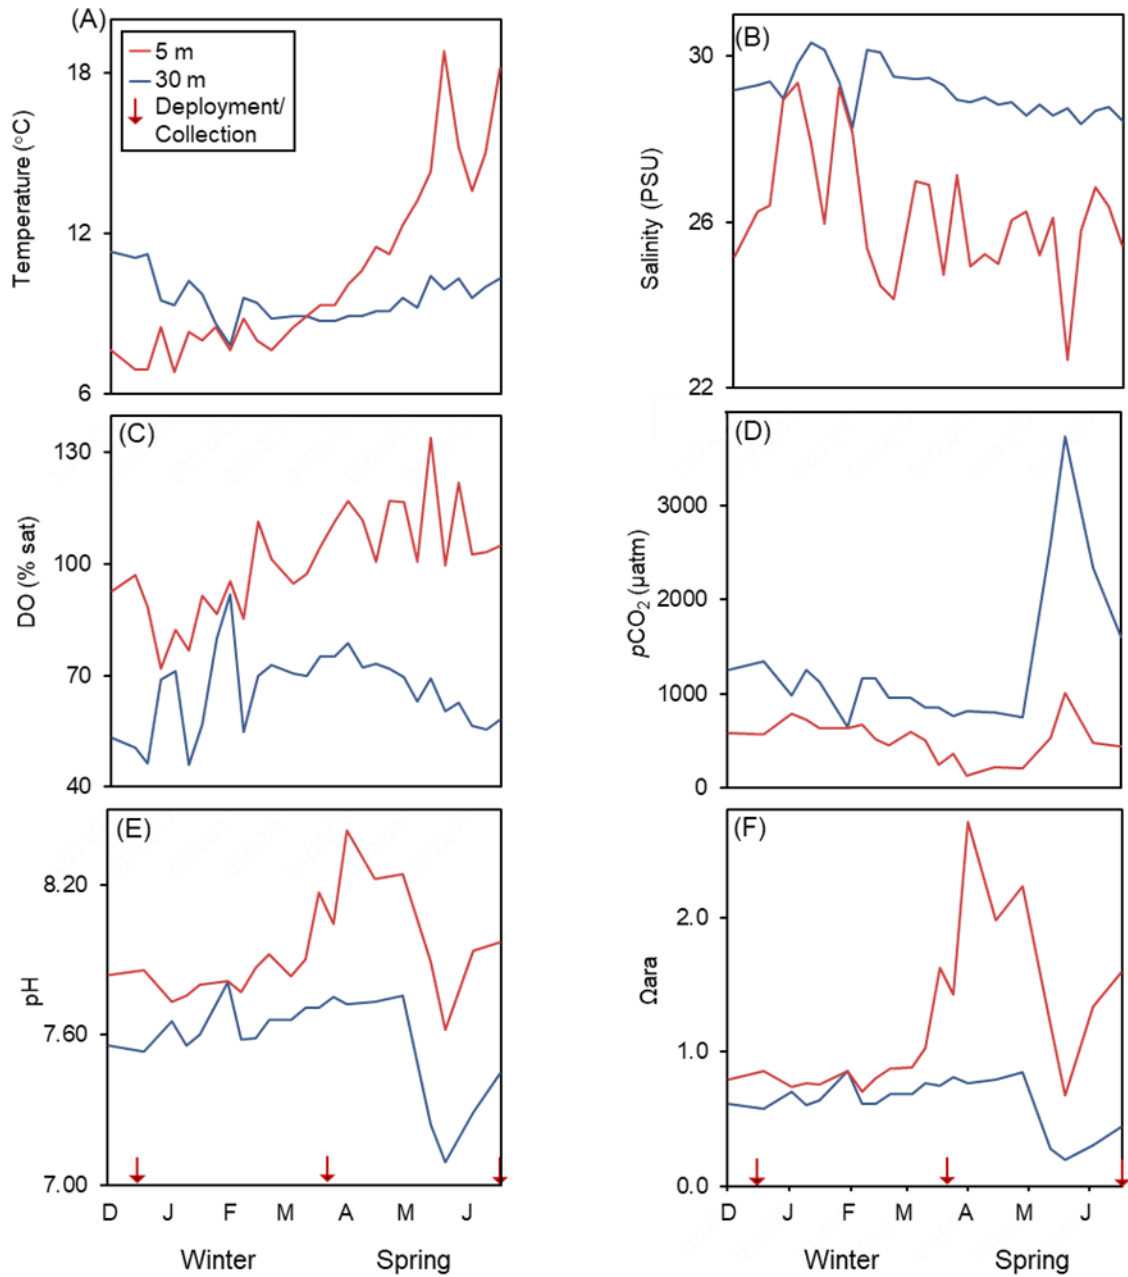 (A)
5 m
30 m
Deployment/
Collection
18
12
6
Temperature (°C)
(B)
30
26
22
Salinity (PSU)
(C)
130
100
70
40
DO (% sat)
(D)
3000
2000
1000
0
pCO₂ (µatm)
(E)
8.20
7.60
7.00
pH
D J F M A M J
Winter Spring
(F)
2.0
1.0
0.0
Ωara
D J F M A M J
Winter Spring